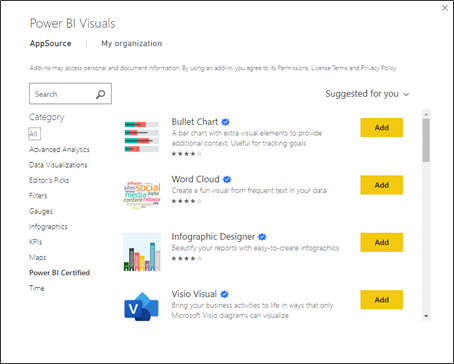 Power BI Visuals
AppSource | My organization
Add-ins may access personal and document information. By using an add-in, you agree to its Permissions, License Terms and Privacy Policy.
Search
Suggested for you
Category
All
Advanced Analytics
Data Visualizations
Editor's Picks
Filters
Gauges
Infographics
KPIs
Maps
Power BI Certified
Time
Bullet Chart
A bar chart with extra visual elements to provide
additional context. Useful for tracking goals
Add
social
media
Word Cloud
Create a fun visual from frequent text in your data
Add
Infographic Designer
Beautify your reports with easy-to-create infographics
Add
V
Visio Visual
Bring your business activities to life in ways that only
Microsoft Visio diagrams can visualize
Add